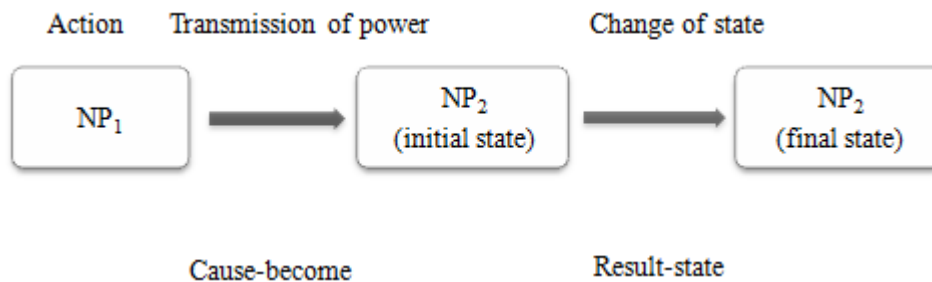 Action
Transmission of power
Change of state
NP₁
NP₂
(initial state)
NP₂
(final state)
Cause-become
Result-state